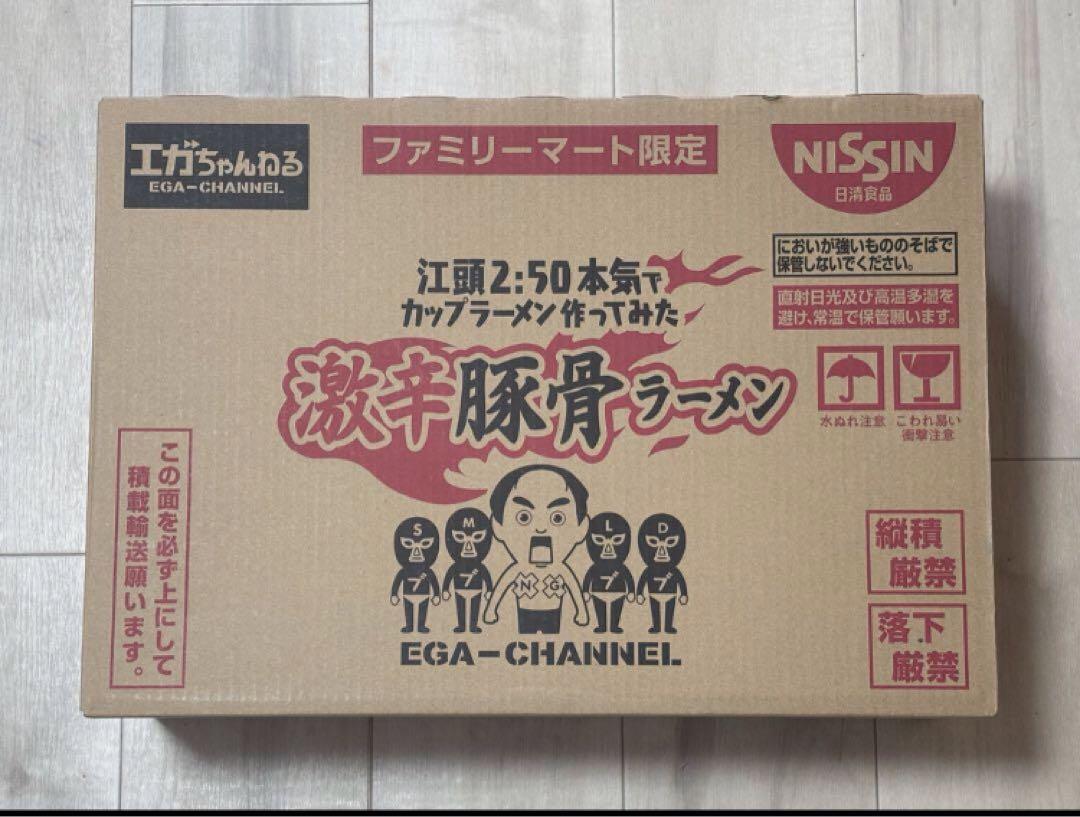 エガちゃんねる
EGA-CHANNEL
ファミリーマート限定
NISSIN
日清食品
においが強いもののそばで
保管しないでください。
直射日光及び高温多湿を
避け、常温で保管願います。
江頭2:50本気で
カップラーメン作ってみた
激辛豚骨ラーメン
水ぬれ注意
こわれ易い
衝撃注意
この面を必ず上にして
積載輸送願います。
S
M
L
D
ブ
ブ
N G
ブ
ブ
EGA-CHANNEL
縦積
厳禁
落下
厳禁